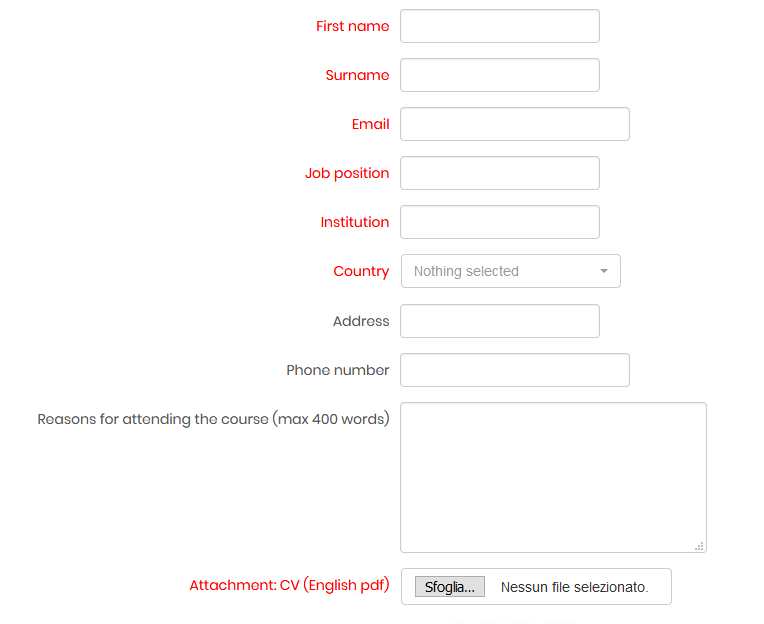 First name
Surname
Email
Job position
Institution
Country Nothing selected
Address
Phone number
Reasons for attending the course (max 400 words)
Attachment: CV (English pdf) Sfoglia... Nessun file selezionato.